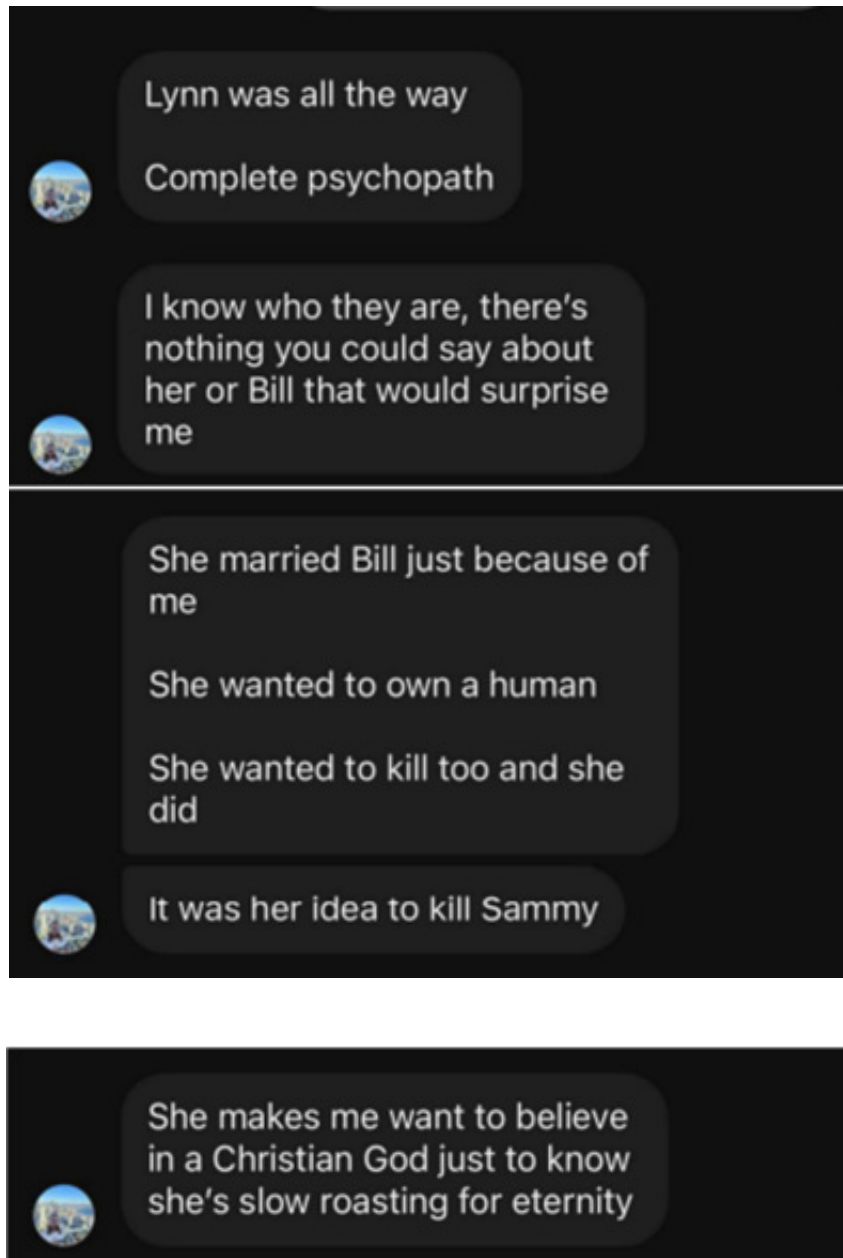 Lynn was all the way
Complete psychopath
I know who they are, there's
nothing you could say about
her or Bill that would surprise
me
She married Bill just because of
me
She wanted to own a human
She wanted to kill too and she
did
It was her idea to kill Sammy
She makes me want to believe
in a Christian God just to know
she's slow roasting for eternity